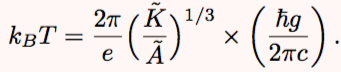 k_B T = \frac{2\pi}{e} \left( \frac{\tilde{K}}{\tilde{A}} \right)^{1/3} \times \left( \frac{\hbar g}{2\pi c} \right) .